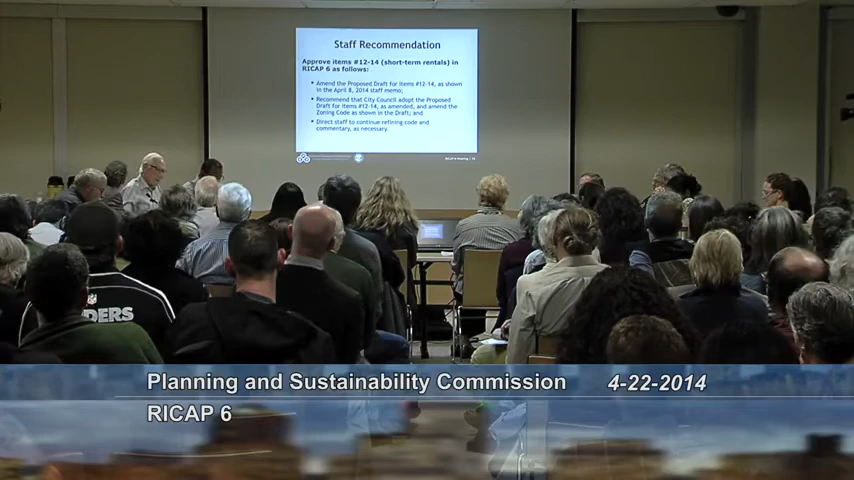 Staff Recommendation
Approve items #12-14 (short-term rentals) in
RICAP 6 as follows:
Amend the Proposed Draft for Items #12-14, as shown
in the April 8, 2014 staff memo;
Recommend that City Council adopt the Proposed
Draft for Items #12-14, as amended, and amend the
Zoning Code as shown in the Draft; and
Direct staff to continue refining code and
commentary, as necessary.
DERS
Planning and Sustainability Commission 4-22-2014
RICAP 6